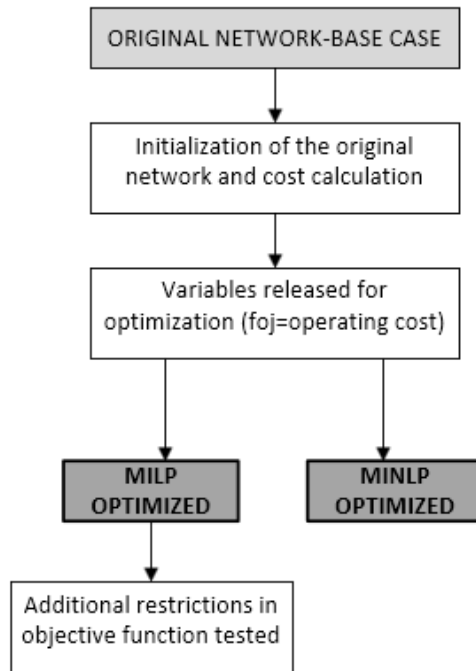 ORIGINAL NETWORK-BASE CASE
Initialization of the original
network and cost calculation
Variables released for
optimization (foj=operating cost)
MILP
OPTIMIZED
MINLP
OPTIMIZED
Additional restrictions in
objective function tested